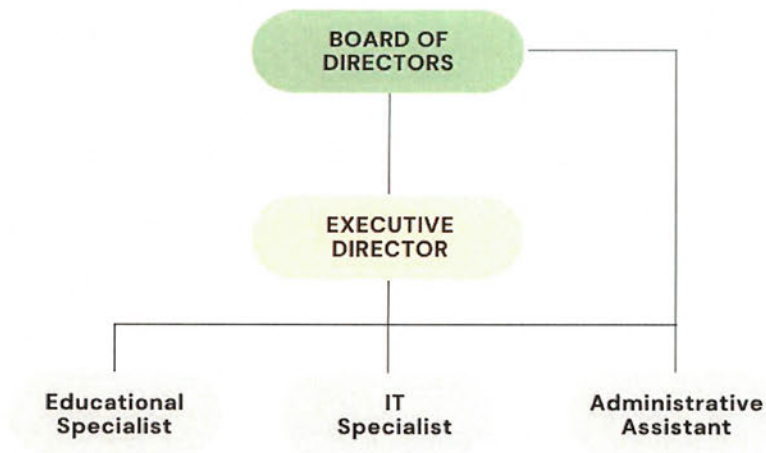 BOARD OF
DIRECTORS
EXECUTIVE
DIRECTOR
Educational
Specialist
IT
Specialist
Administrative
Assistant